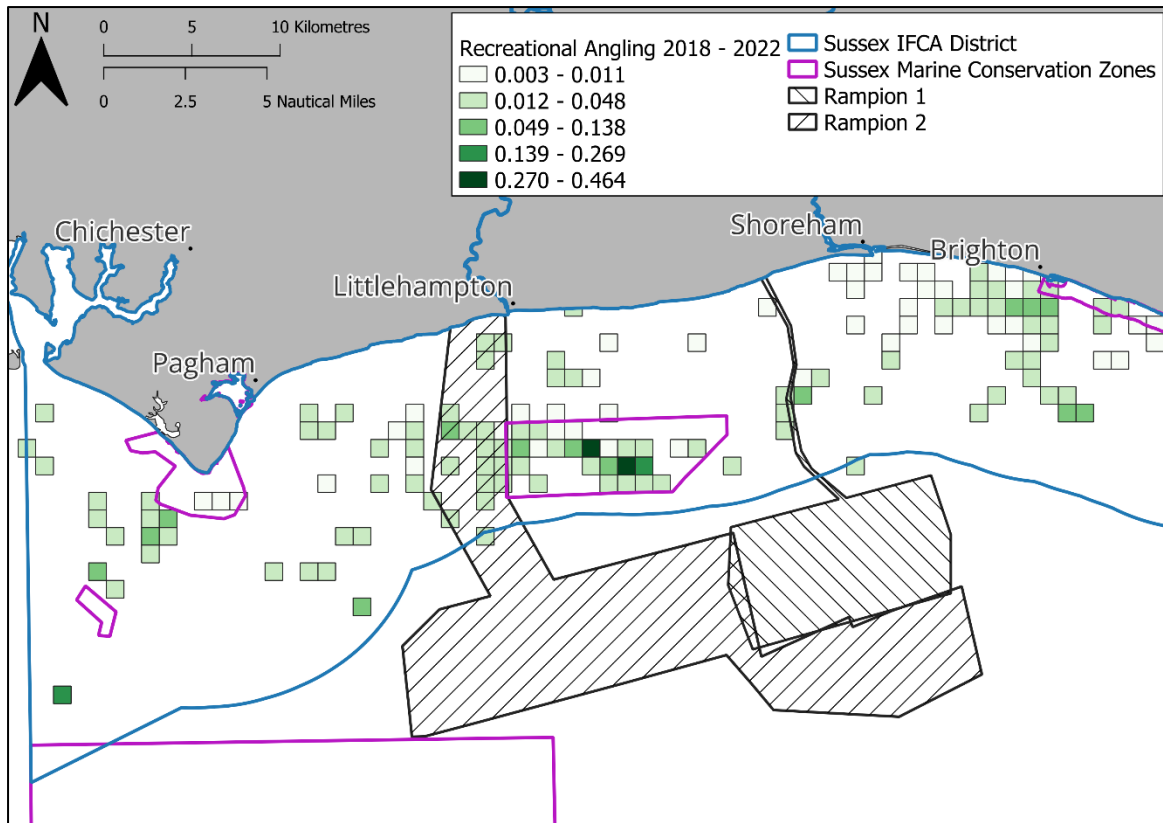 N
0 5 10 Kilometres
0 2.5 5 Nautical Miles
Recreational Angling 2018 - 2022
0.003 - 0.011
0.012 - 0.048
0.049 - 0.138
0.139 - 0.269
0.270 - 0.464
Sussex IFCA District
Sussex Marine Conservation Zones
Rampion 1
Rampion 2
Chichester
Shoreham
Brighton
Littlehampton
Pagham